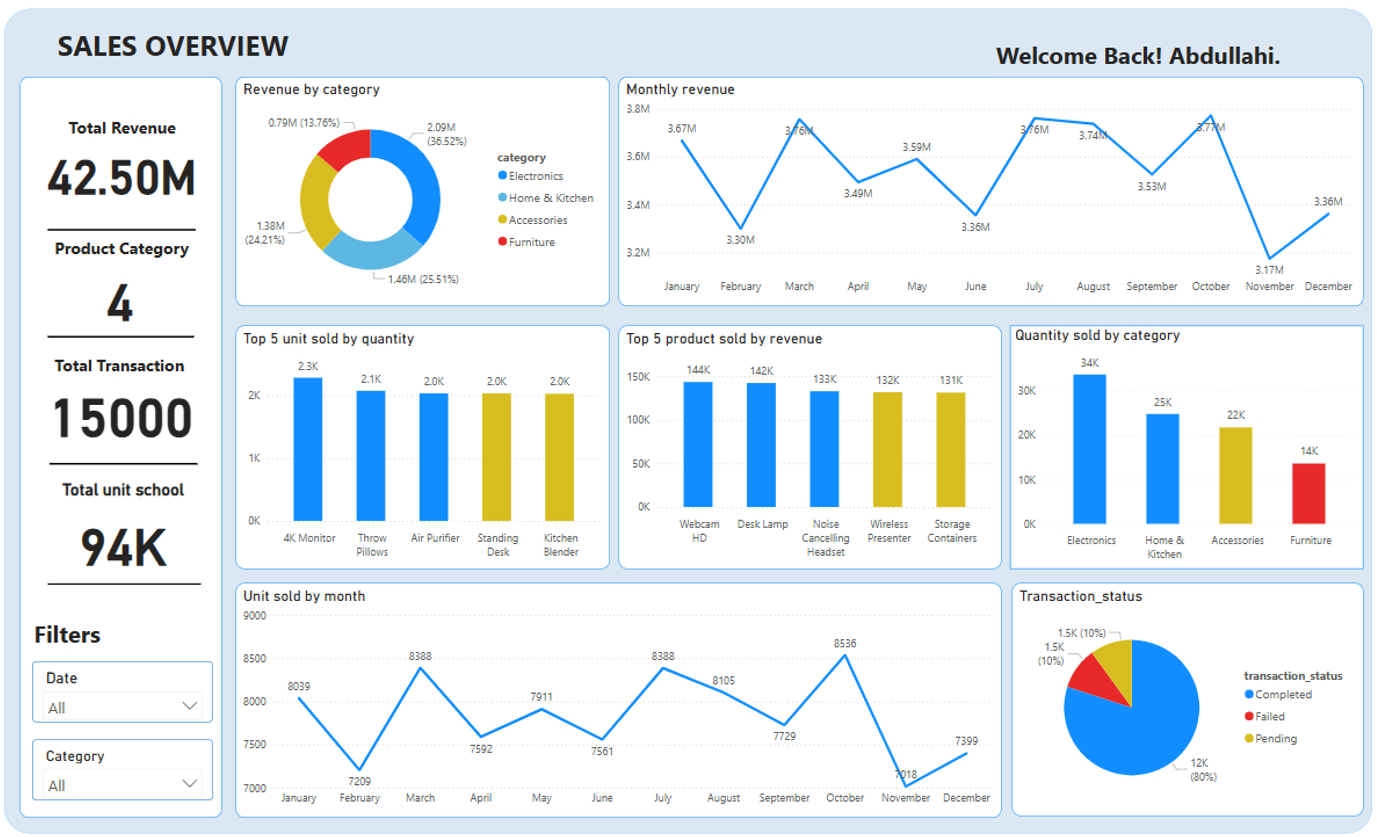 SALES OVERVIEW
Welcome Back! Abdullahi.
Total Revenue
42.50M
Product Category
4
Total Transaction
15000
Total unit school
94K
Filters
Date
All
Category
All
Revenue by category
0.79M (13.76%)
2.09M
(36.52%)
1.38M
(24.21%)
1.46M (25.51%)
category
Electronics
Home & Kitchen
Accessories
Furniture
Monthly revenue
3.8M
3.6M
3.4M
3.2M
3.67M
3.30M
3.76M
3.49M
3.59M
3.36M
3.76M
3.74M
3.53M
3.77M
3.17M
3.36M
January February March April May June July August September October November December
Top 5 unit sold by quantity
2K
1K
0K
2.3K
2.1K
2.0K
2.0K
2.0K
4K Monitor
Throw
Pillows
Air Purifier
Standing
Desk
Kitchen
Blender
Top 5 product sold by revenue
150K
100K
50K
0K
144K
142K
133K
132K
131K
Webcam
HD
Desk Lamp
Noise
Cancelling
Headset
Wireless
Presenter
Storage
Containers
Quantity sold by category
30K
20K
10K
0K
34K
25K
22K
14K
Electronics
Home &
Kitchen
Accessories
Furniture
Unit sold by month
9000
8500
8000
7500
7000
8039
7209
8388
7592
7911
7561
8388
8105
7729
8536
7018
7399
January February March April May June July August September October November December
Transaction_status
1.5K (10%)
1.5K
(10%)
12K
(80%)
transaction_status
Completed
Failed
Pending